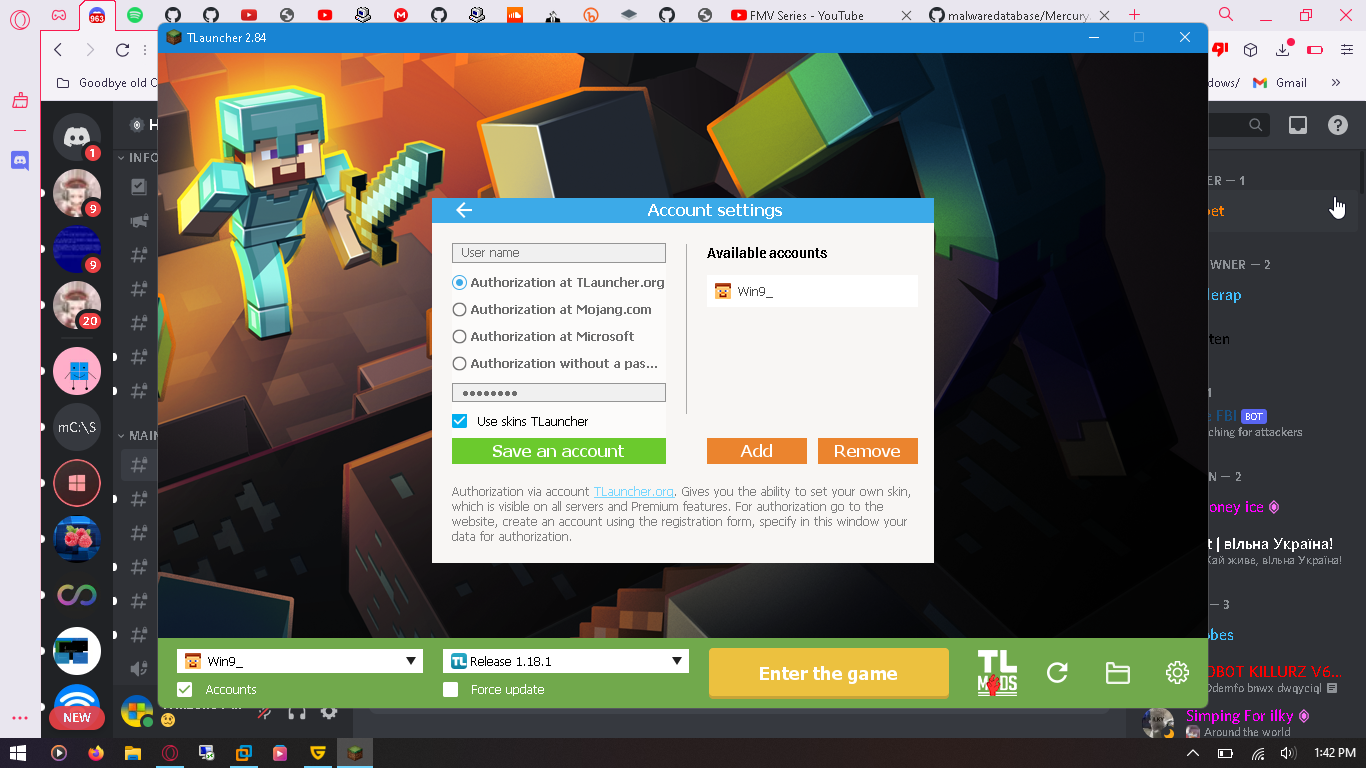 963
FMV Series - YouTube
malwaredatabase/Mercury
TLauncher 2.84
Goodbye old
dows/
Gmail
»
1
INFO
ER — 1
9
et
Account settings
User name
Authorization at TLauncher.org
Authorization at Mojang.com
Authorization at Microsoft
Authorization without a pas...
Use skins TLauncher
Save an account
Available accounts
Win9_
Add
Remove
Authorization via account TLauncher.org. Gives you the ability to set your own skin,
which is visible on all servers and Premium features. For authorization go to the
website, create an account using the registration form, specify in this window your
data for authorization.
9
WNER — 2
erap
20
ten
FBI BOT
ching for attackers
mC:\S
MAIN
N — 2
oney Ice
t | вільна Україна!
Хай живе, вільна Україна!
— 3
bes
OBOT KILLURZ V6...
demfo bnwx dwqyciql
Simping For ilky
Around the world
Win9_
Accounts
TL Release 1.18.1
Force update
Enter the game
TL
MODS
NEW
1:42 PM